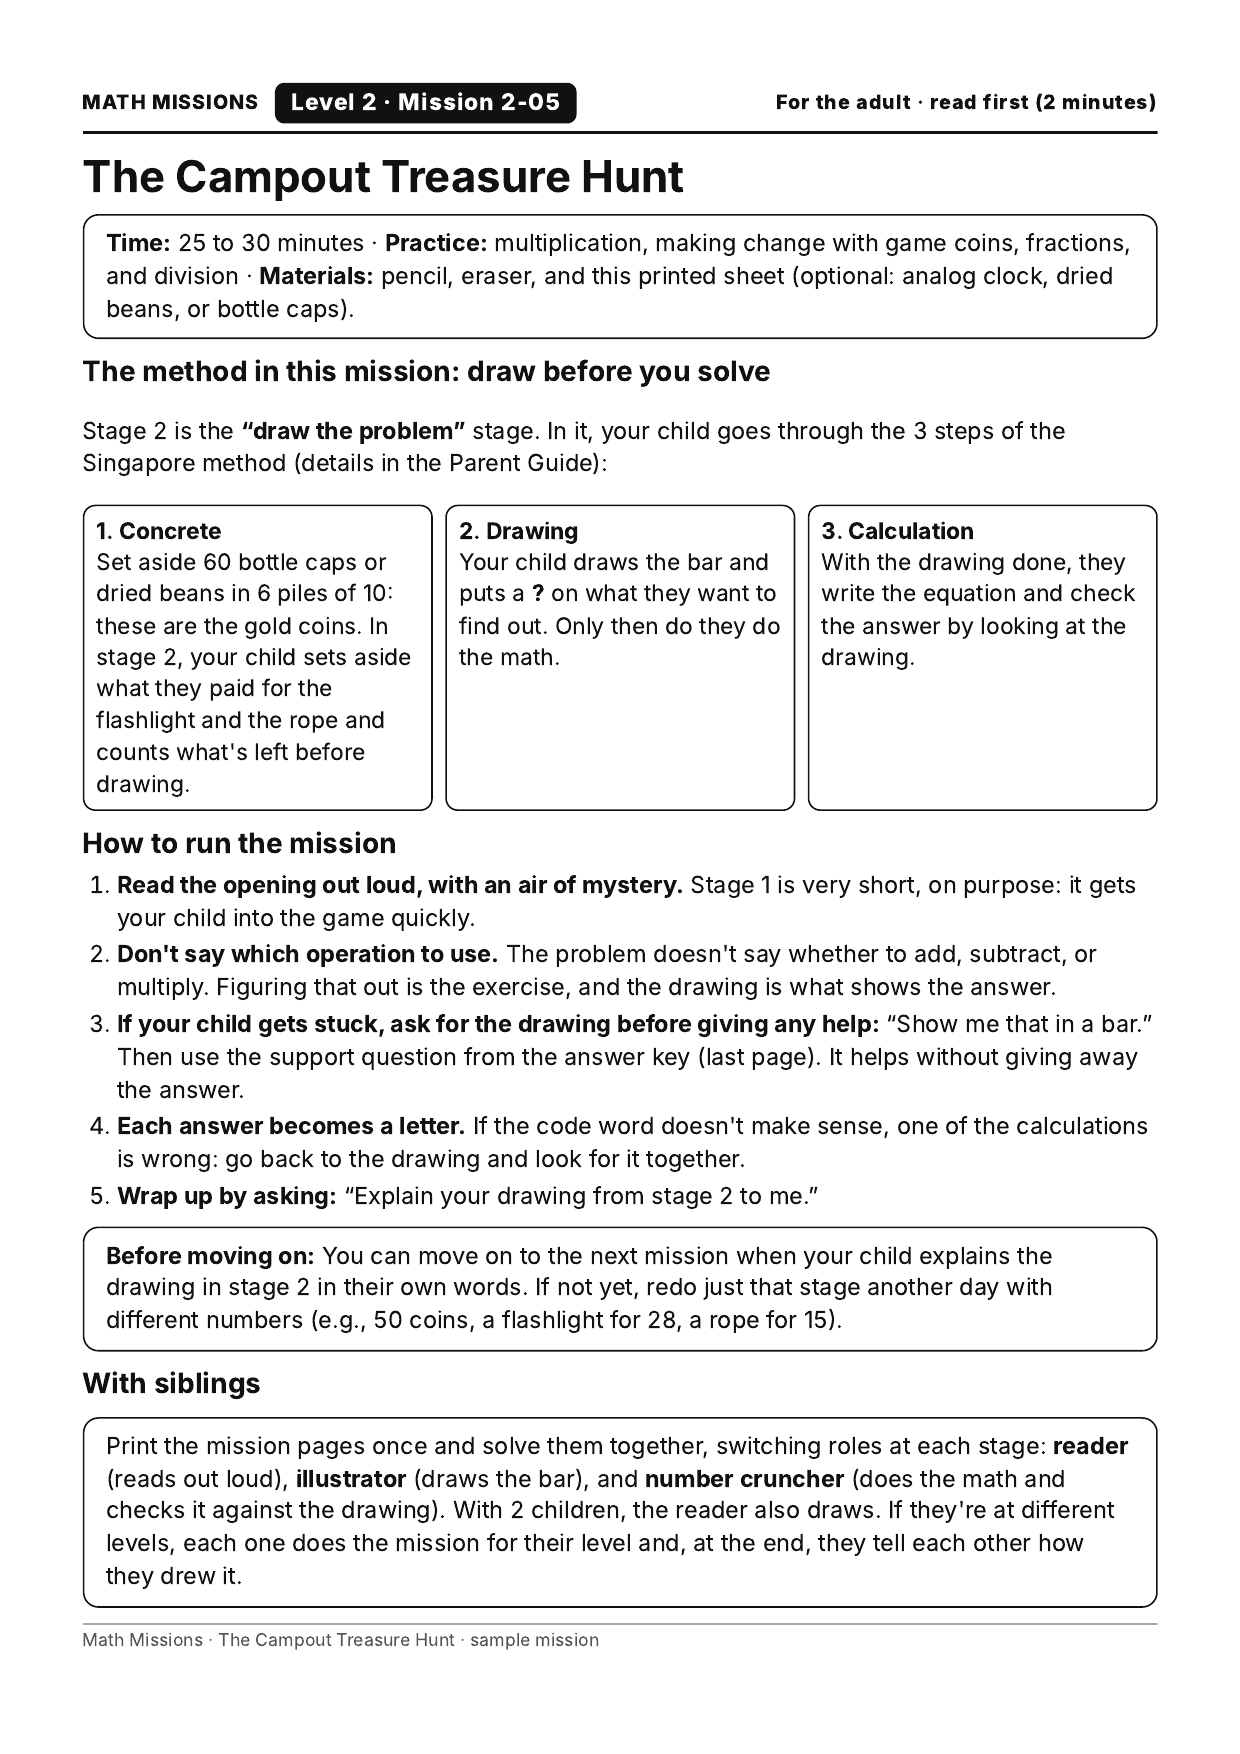 MATH MISSIONS Level 2 · Mission 2-05 For the adult · read first (2 minutes)
The Campout Treasure Hunt
Time: 25 to 30 minutes · Practice: multiplication, making change with game coins, fractions,
and division · Materials: pencil, eraser, and this printed sheet (optional: analog clock, dried
beans, or bottle caps).
The method in this mission: draw before you solve
Stage 2 is the “draw the problem” stage. In it, your child goes through the 3 steps of the
Singapore method (details in the Parent Guide):
1. Concrete
Set aside 60 bottle caps or
dried beans in 6 piles of 10:
these are the gold coins. In
stage 2, your child sets aside
what they paid for the
flashlight and the rope and
counts what's left before
drawing.
2. Drawing
Your child draws the bar and
puts a ? on what they want to
find out. Only then do they do
the math.
3. Calculation
With the drawing done, they
write the equation and check
the answer by looking at the
drawing.
How to run the mission
1. Read the opening out loud, with an air of mystery. Stage 1 is very short, on purpose: it gets
your child into the game quickly.
2. Don't say which operation to use. The problem doesn't say whether to add, subtract, or
multiply. Figuring that out is the exercise, and the drawing is what shows the answer.
3. If your child gets stuck, ask for the drawing before giving any help: “Show me that in a bar.”
Then use the support question from the answer key (last page). It helps without giving away
the answer.
4. Each answer becomes a letter. If the code word doesn't make sense, one of the calculations
is wrong: go back to the drawing and look for it together.
5. Wrap up by asking: “Explain your drawing from stage 2 to me.”
Before moving on: You can move on to the next mission when your child explains the
drawing in stage 2 in their own words. If not yet, redo just that stage another day with
different numbers (e.g., 50 coins, a flashlight for 28, a rope for 15).
With siblings
Print the mission pages once and solve them together, switching roles at each stage: reader
(reads out loud), illustrator (draws the bar), and number cruncher (does the math and
checks it against the drawing). With 2 children, the reader also draws. If they're at different
levels, each one does the mission for their level and, at the end, they tell each other how
they drew it.
Math Missions · The Campout Treasure Hunt · sample mission